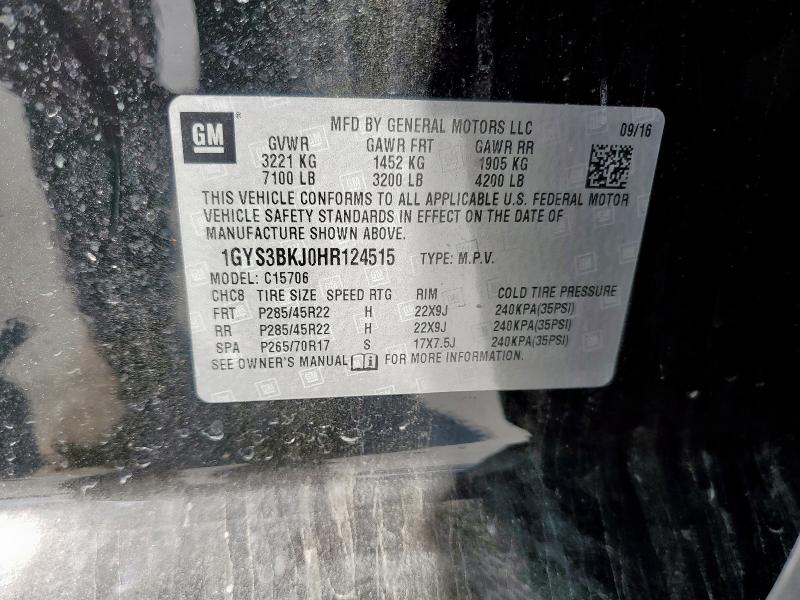 GM MFD BY GENERAL MOTORS LLC 09/16
GVWR GAWR FRT GAWR RR
3221 KG 1452 KG 1905 KG
7100 LB 3200 LB 4200 LB
THIS VEHICLE CONFORMS TO ALL APPLICABLE U.S. FEDERAL MOTOR
VEHICLE SAFETY STANDARDS IN EFFECT ON THE DATE OF
MANUFACTURE SHOWN ABOVE.
1GYS3BKJ0HR124515 TYPE: M.P.V.
MODEL: C15706
CHC8 TIRE SIZE SPEED RTG RIM COLD TIRE PRESSURE
FRT P285/45R22 H 22X9J 240KPA(35PSI)
RR P285/45R22 H 22X9J 240KPA(35PSI)
SPA P265/70R17 S 17X7.5J 240KPA(35PSI)
SEE OWNER'S MANUAL FOR MORE INFORMATION.